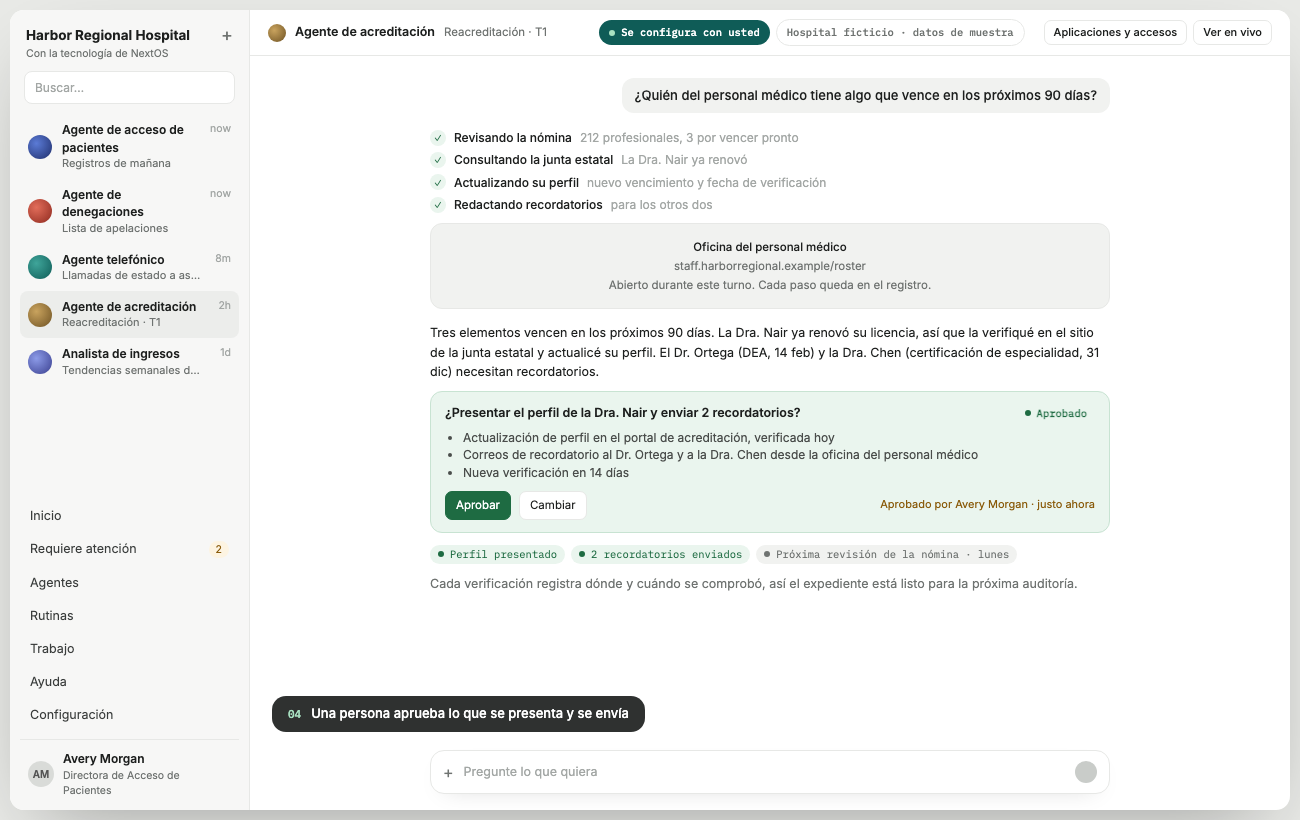 Harbor Regional Hospital
+
Con la tecnología de NextOS
Buscar...
Agente de acceso de pacientes
now
Registros de mañana
Agente de denegaciones
now
Lista de apelaciones
Agente telefónico
8m
Llamadas de estado a as...
Agente de acreditación
2h
Reacreditación · T1
Analista de ingresos
1d
Tendencias semanales d...
Inicio
Requiere atención
2
Agentes
Rutinas
Trabajo
Ayuda
Configuración
AM
Avery Morgan
Directora de Acceso de Pacientes
Agente de acreditación
Reacreditación · T1
Se configura con usted
Hospital ficticio · datos de muestra
Aplicaciones y accesos
Ver en vivo
¿Quién del personal médico tiene algo que vence en los próximos 90 días?
Revisando la nómina 212 profesionales, 3 por vencer pronto
Consultando la junta estatal La Dra. Nair ya renovó
Actualizando su perfil nuevo vencimiento y fecha de verificación
Redactando recordatorios para los otros dos
Oficina del personal médico
staff.harborregional.example/roster
Abierto durante este turno. Cada paso queda en el registro.
Tres elementos vencen en los próximos 90 días. La Dra. Nair ya renovó su licencia, así que la verifiqué en el sitio
de la junta estatal y actualicé su perfil. El Dr. Ortega (DEA, 14 feb) y la Dra. Chen (certificación de especialidad, 31
dic) necesitan recordatorios.
¿Presentar el perfil de la Dra. Nair y enviar 2 recordatorios?
Aprobado
Actualización de perfil en el portal de acreditación, verificada hoy
Correos de recordatorio al Dr. Ortega y a la Dra. Chen desde la oficina del personal médico
Nueva verificación en 14 días
Aprobar
Cambiar
Aprobado por Avery Morgan · justo ahora
Perfil presentado
2 recordatorios enviados
Próxima revisión de la nómina · lunes
Cada verificación registra dónde y cuándo se comprobó, así el expediente está listo para la próxima auditoría.
04 Una persona aprueba lo que se presenta y se envía
+ Pregunte lo que quiera